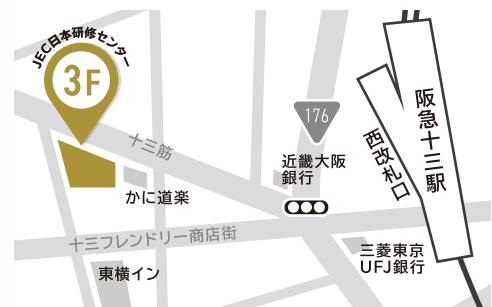 JEC日本研修センター
3F
176
阪急十三駅
西改札口
十三筋
近畿大阪
銀行
かに道楽
十三フレンドリー商店街
三菱東京
UFJ銀行
東横イン